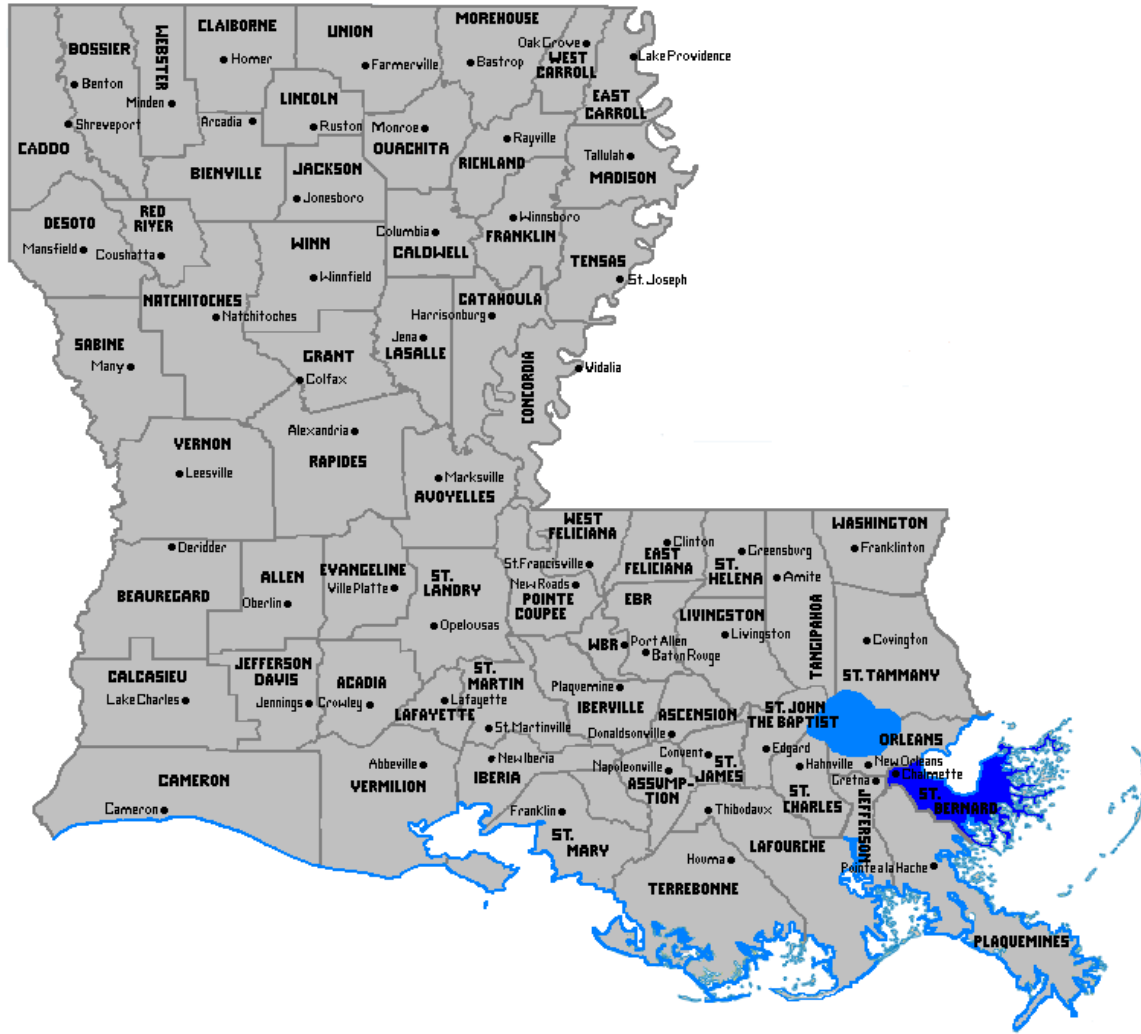 MOREHOUSE
CLAIBORNE
UNION
BOSSIER
WEBSTER
Oak Grove
WEST
CARROLL
Lake Providence
Homer
Farmerville
Bastrop
Benton
EAST
CARROLL
Minden
LINCOLN
Shreveport
Arcadia
Ruston
Monroe
OUACHITA
Rayville
CADDO
RICHLAND
Tallulah
MADISON
BIENVILLE
JACKSON
Jonesboro
DESOTO
RED
RIVER
Winnsboro
FRANKLIN
Columbia
CALDWELL
Mansfield
Coushatta
WINN
Winnfield
TENSAS
St. Joseph
NATCHITOCHES
Natchitoches
CATAHOULA
Harrisonburg
SABINE
Many
GRANT
Colfax
Jena
LASALLE
CONCORDIA
Vidalia
VERNON
Leesville
Alexandria
RAPIDES
Marksville
AVOYELLES
WEST
FELICIANA
WASHINGTON
Franklinton
Deridder
Clinton
EAST
FELICIANA
Greensburg
ST.
HELENA
BEAUREGARD
ALLEN
Oberlin
EVANGELINE
Ville Platte
ST.
LANDRY
St. Francisville
New Roads
POINTE
COUPEE
Amite
TANGIPAHOA
EBR
LIVINGSTON
Livingston
Opelousas
WBR
Port Allen
Baton Rouge
Covington
ST. TAMMANY
CALCASIEU
Lake Charles
JEFFERSON
DAVIS
Jennings
ACADIA
Crowley
ST.
MARTIN
Lafayette
LAFAYETTE
Plaquemine
IBERVILLE
ASCENSION
ST. JOHN
THE BAPTIST
St. Martinville
Donaldsonville
ORLEANS
CAMERON
Cameron
Abbeville
VERMILION
New Iberia
IBERIA
Napoleonville
ASSUMP-
TION
Convent
ST.
JAMES
Edgard
Hahnville
ST.
CHARLES
New Orleans
Chalmette
Gretna
ST.
BERNARD
JEFFERSON
Franklin
ST.
MARY
Thibodaux
LAFOURCHE
Houma
TERREBONNE
Pointe a la Hache
PLAQUEMINES